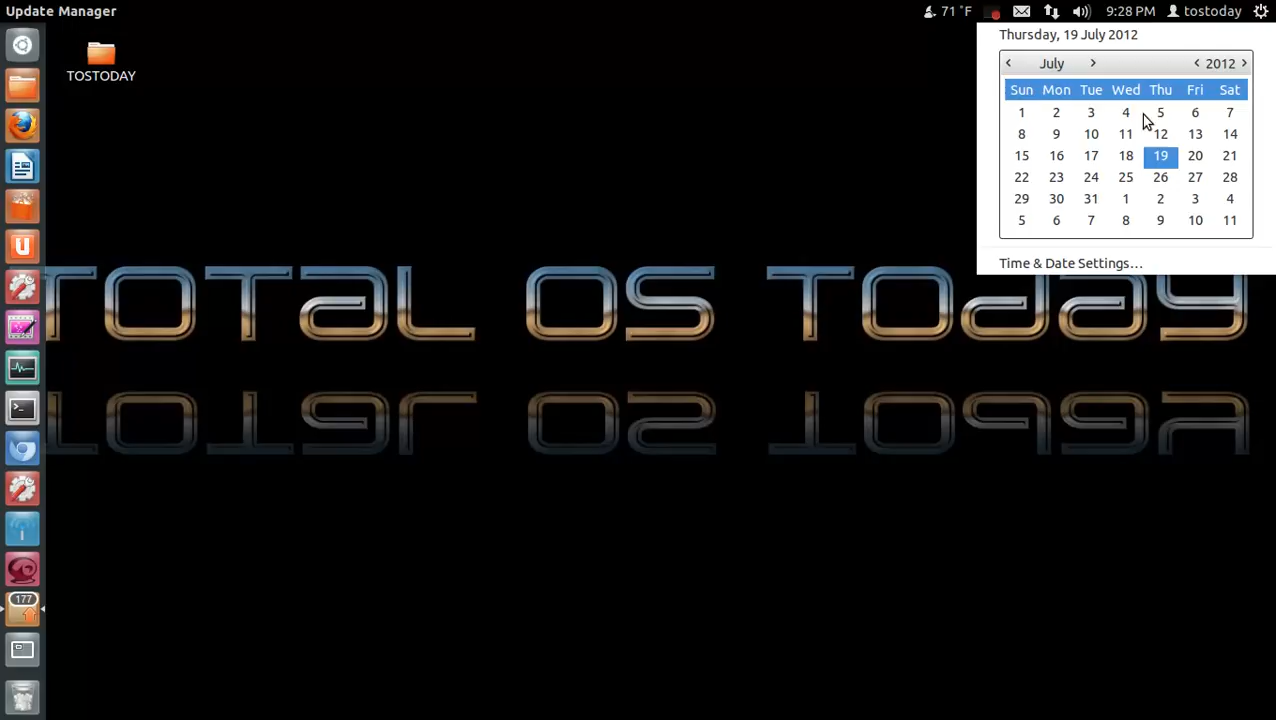 Update Manager
71 °F
9:28 PM
tostoday
TOSTODAY
Thursday, 19 July 2012
< July > < 2012 >
Sun Mon Tue Wed Thu Fri Sat
1 2 3 4 5 6 7
8 9 10 11 12 13 14
15 16 17 18 19 20 21
22 23 24 25 26 27 28
29 30 31 1 2 3 4
5 6 7 8 9 10 11
Time & Date Settings...
TOTAL OS TODAY
177